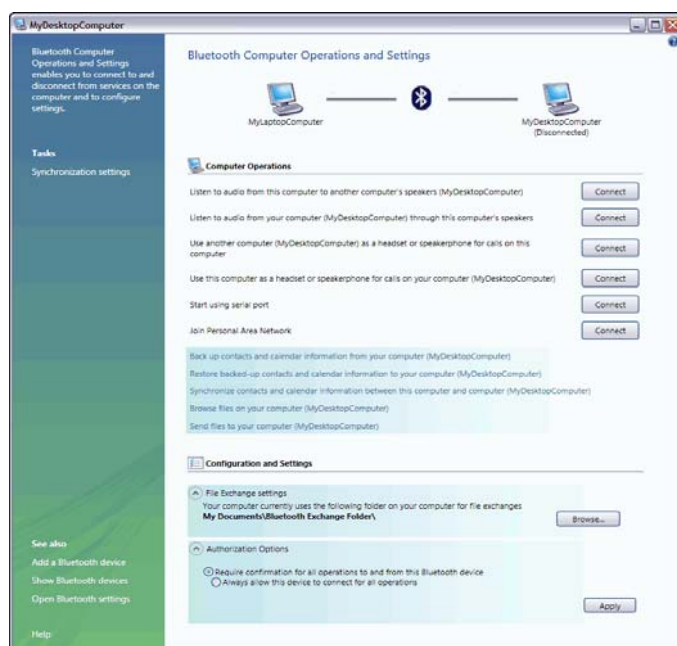 MyDesktopComputer
Bluetooth Computer
Operations and Settings
enables you to connect to and
disconnect from services on the
computer and to configure
settings.
Tasks
Synchronization settings
See also
Add a Bluetooth device
Show Bluetooth devices
Open Bluetooth settings
Help
Bluetooth Computer Operations and Settings
MyLaptopComputer
MyDesktopComputer
(Disconnected)
Computer Operations
Listen to audio from this computer to another computer's speakers (MyDesktopComputer) Connect
Listen to audio from your computer (MyDesktopComputer) through this computer's speakers Connect
Use another computer (MyDesktopComputer) as a headset or speakerphone for calls on this
computer Connect
Use this computer as a headset or speakerphone for calls on your computer (MyDesktopComputer) Connect
Start using serial port Connect
Join Personal Area Network Connect
Back up contacts and calendar information from your computer (MyDesktopComputer)
Restore backed-up contacts and calendar information to your computer (MyDesktopComputer)
Synchronize contacts and calendar information between this computer and computer (MyDesktopComputer)
Browse files on your computer (MyDesktopComputer)
Send files to your computer (MyDesktopComputer)
Configuration and Settings
File Exchange settings
Your computer currently uses the following folder on your computer for file exchanges
My Documents\Bluetooth Exchange Folder\
Browse...
Authorization Options
Require confirmation for all operations to and from this Bluetooth device
Always allow this device to connect for all operations
Apply